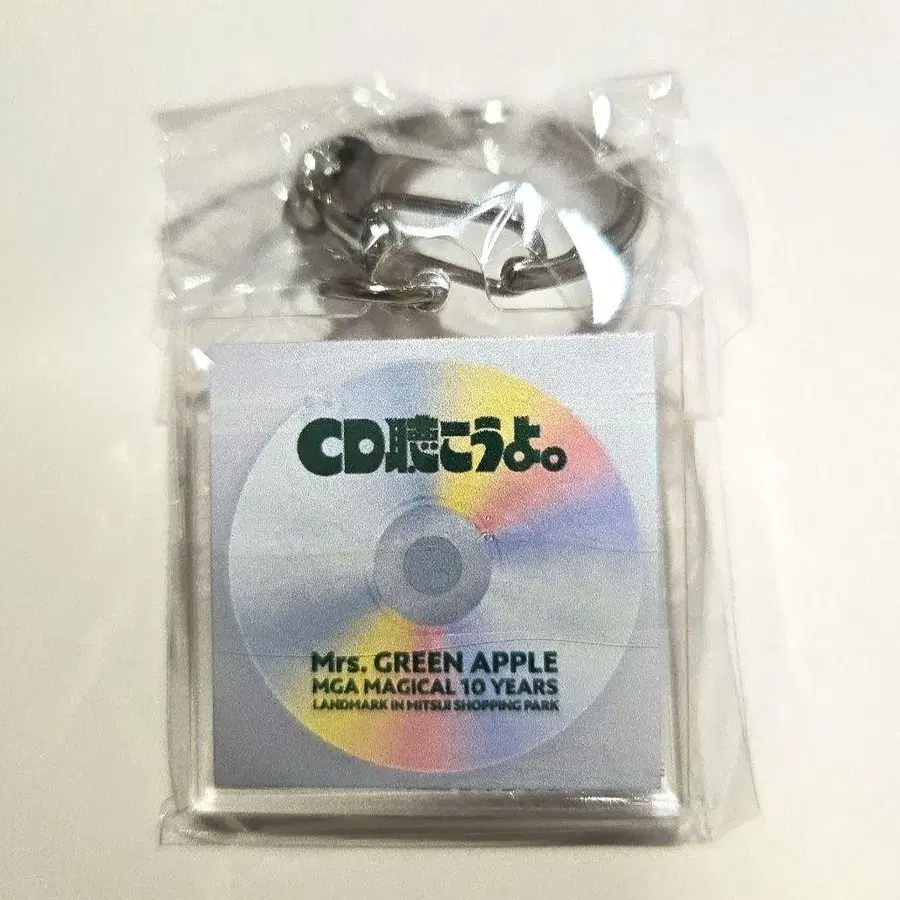 CD聴こうよ。
Mrs. GREEN APPLE
MGA MAGICAL 10 YEARS
LANDMARK IN MITSUI SHOPPING PARK